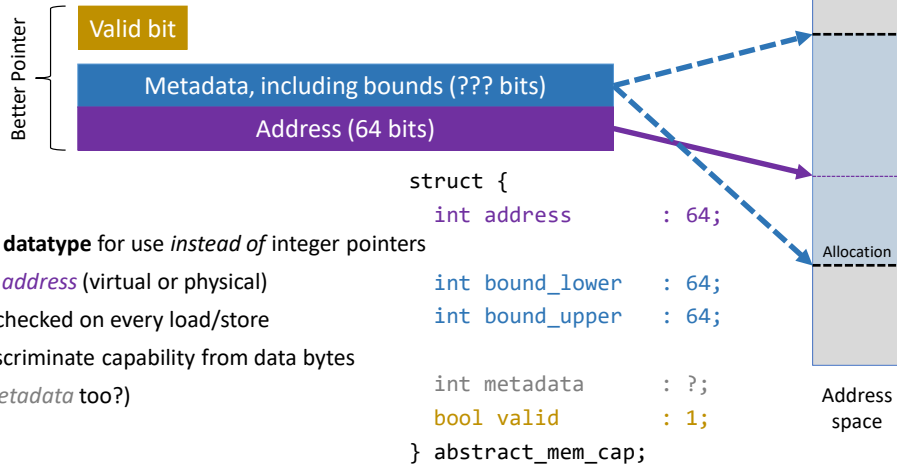 Better Pointer
Valid bit
Metadata, including bounds (??? bits)
Address (64 bits)
datatype for use instead of integer pointers
address (virtual or physical)
checked on every load/store
scriminate capability from data bytes
etadata too?)
struct {
int address : 64;
int bound_lower : 64;
int bound_upper : 64;
int metadata : ?;
bool valid : 1;
} abstract_mem_cap;
Allocation
Address
space